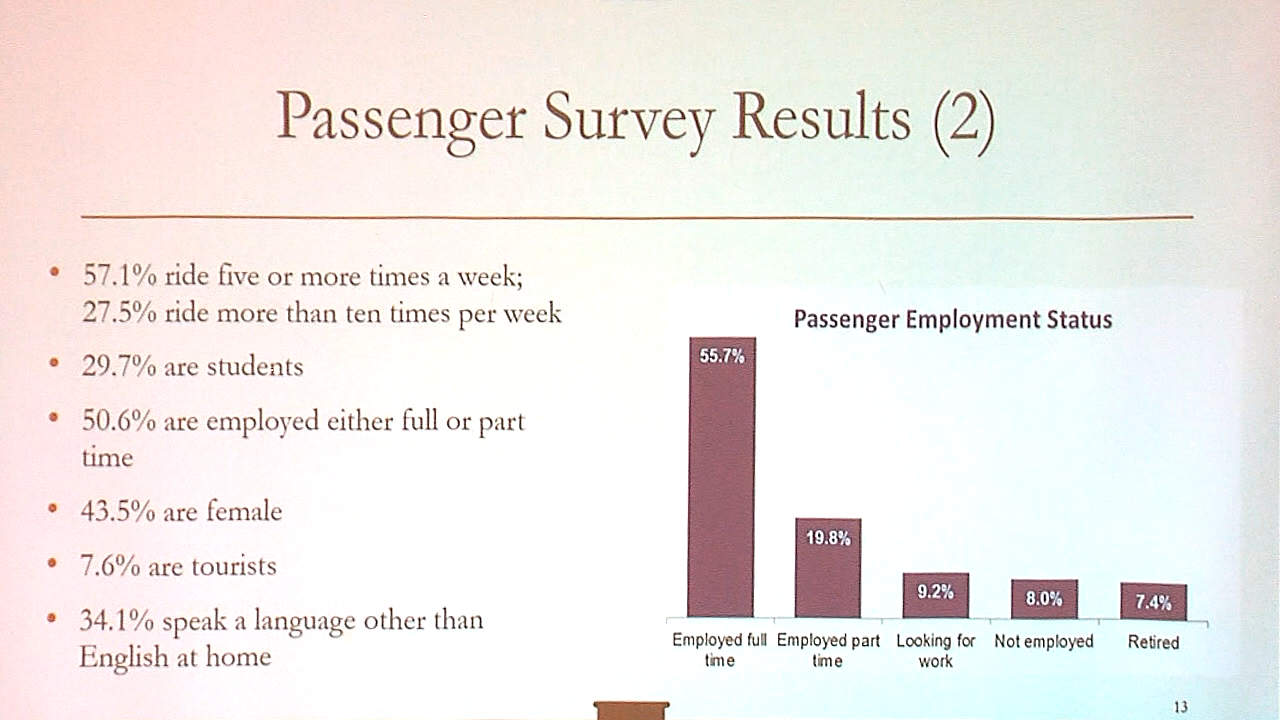 Passenger Survey Results (2)
• 57.1% ride five or more times a week;
27.5% ride more than ten times per week
• 29.7% are students
• 50.6% are employed either full or part
time
• 43.5% are female
• 7.6% are tourists
• 34.1% speak a language other than
English at home
Passenger Employment Status
55.7%
19.8%
9.2%
8.0%
7.4%
Employed full
time
Employed part
time
Looking for
work
Not employed
Retired
13